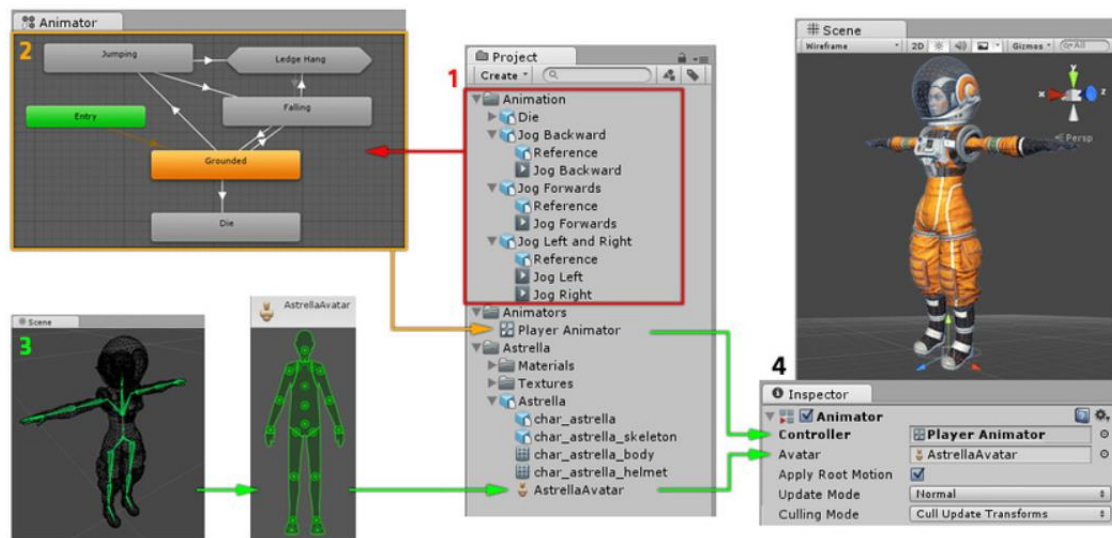 Animator
2
Jumping
Ledge Hang
Falling
Entry
Grounded
Die
Scene
3
AstrellaAvatar
1
Project
Create
Animation
Die
Jog Backward
Reference
Jog Backward
Jog Forwards
Reference
Jog Forwards
Jog Left and Right
Reference
Jog Left
Jog Right
Animators
Player Animator
Astrella
Materials
Textures
Astrella
char_astrella
char_astrella_skeleton
char_astrella_body
char_astrella_helmet
AstrellaAvatar
Scene
Wireframe 2D Gizmos All
y
x z
Persp
4
Inspector
Animator
Controller Player Animator
Avatar AstrellaAvatar
Apply Root Motion
Update Mode Normal
Culling Mode Cull Update Transforms